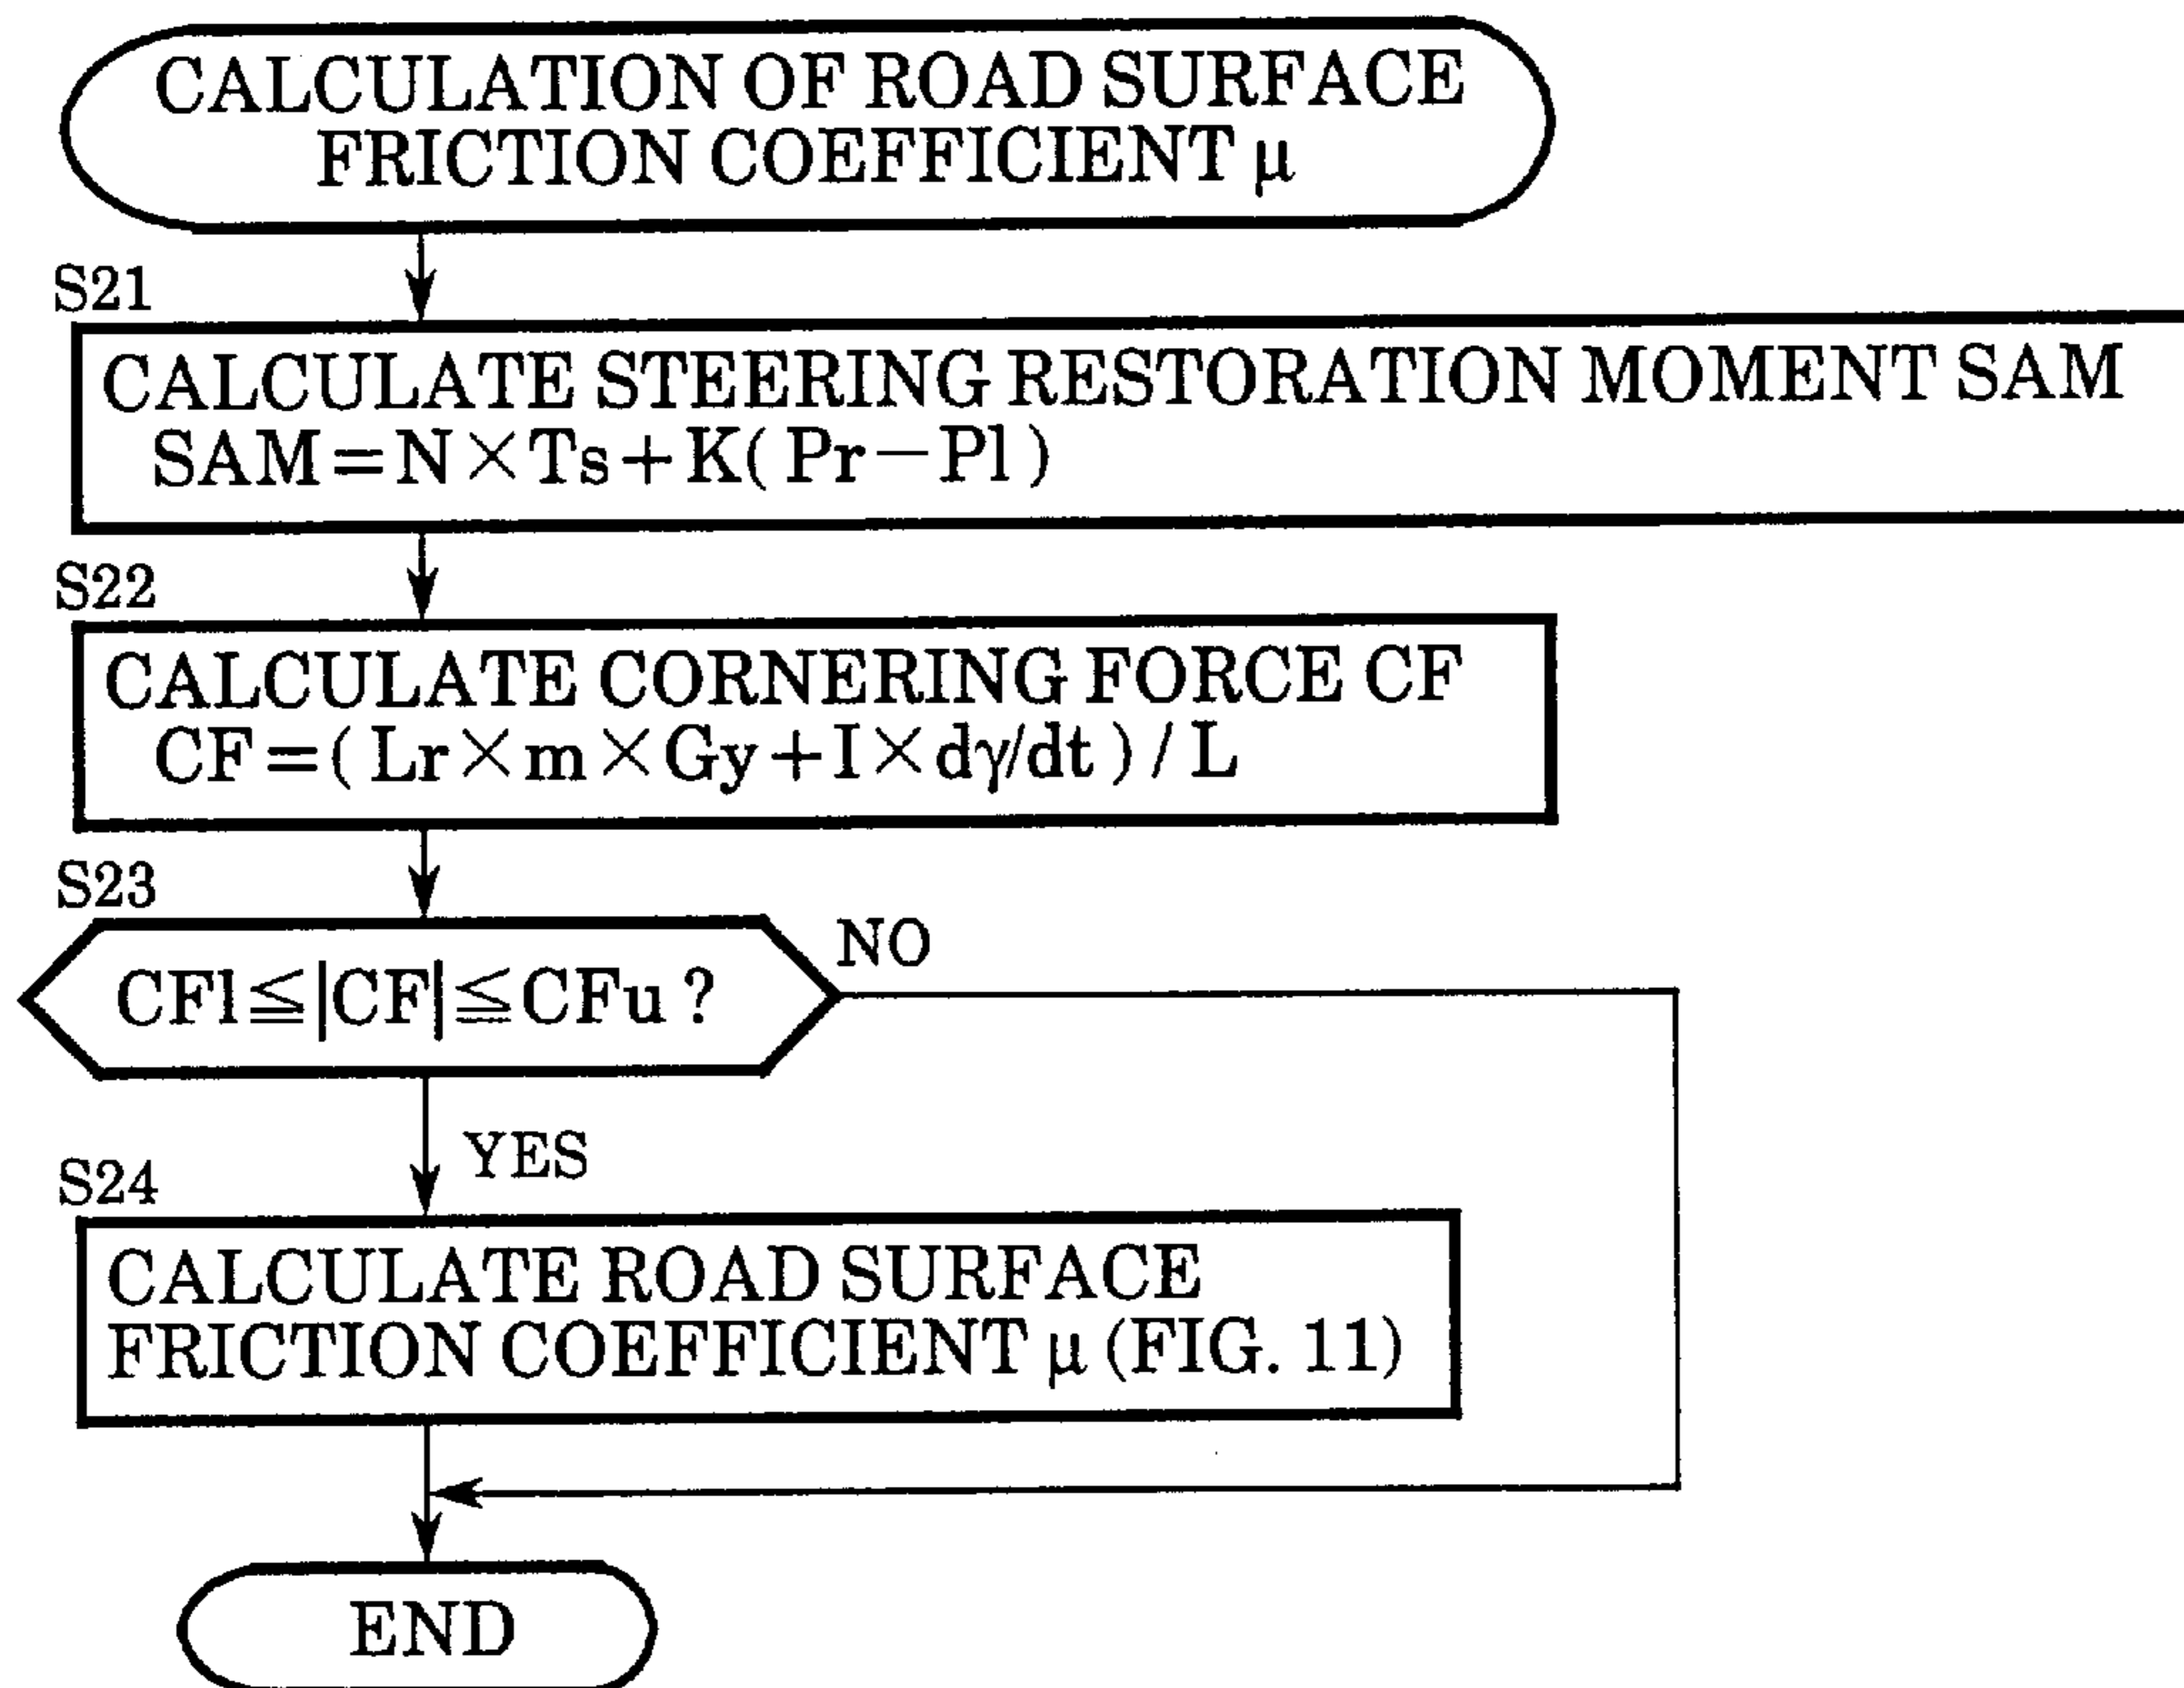 CALCULATION OF ROAD SURFACE
FRICTION COEFFICIENT μ
S21
CALCULATE STEERING RESTORATION MOMENT SAM
SAM=N×Ts+K(Pr−Pl)
S22
CALCULATE CORNERING FORCE CF
CF=(Lr×m×Gy+I×dγ/dt)/L
S23
CFl≦|CF|≦CFu ?
NO
YES
S24
CALCULATE ROAD SURFACE
FRICTION COEFFICIENT μ (FIG. 11)
END